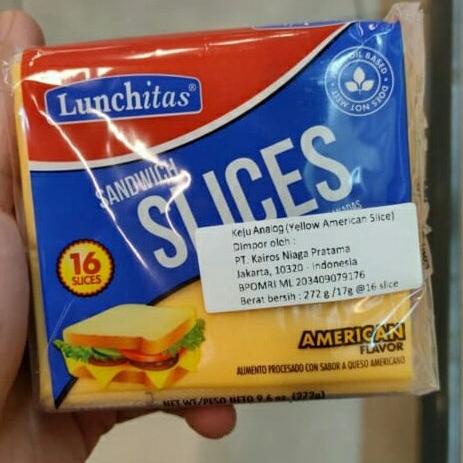 Lunchitas®
OIL BASED
DOES NOT MELT!
SANDWICH
SLICES
Keju Analog (Yellow American Slice)
Dimpor oleh :
PT. Kairos Niaga Pratama
Jakarta, 10320 - Indonesia
BPOMRI ML 203409079176
Berat bersih : 272 g /17g @16 slice
16
SLICES
AMERICAN
FLAVOR
ALIMENTO PROCESADO CON SABOR A QUESO AMERICANO
NET WT/PESO NETO 9.6 oz. (272g)